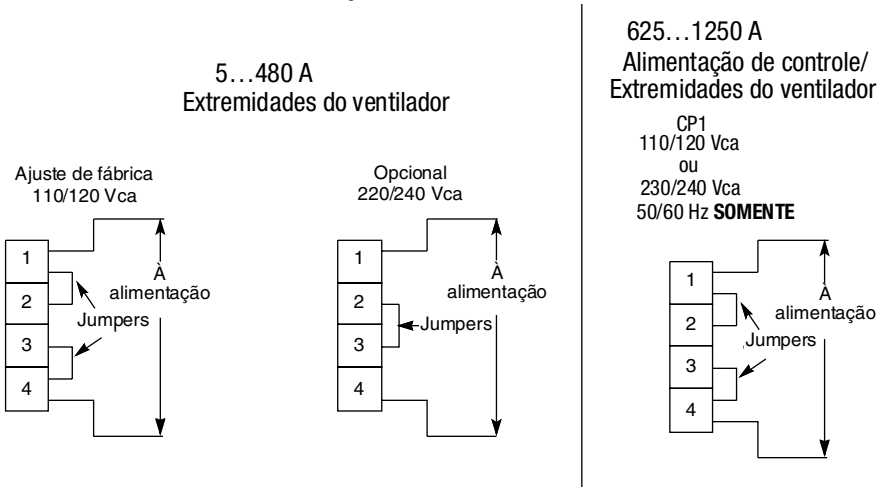 5...480 A
Extremidades do ventilador
Ajuste de fábrica
110/120 Vca
1
2
3
4
Jumpers
À
alimentação
Opcional
220/240 Vca
1
2
3
4
Jumpers
À
alimentação
625...1250 A
Alimentação de controle/
Extremidades do ventilador
CP1
110/120 Vca
ou
230/240 Vca
50/60 Hz SOMENTE
1
2
3
4
Jumpers
À
alimentação